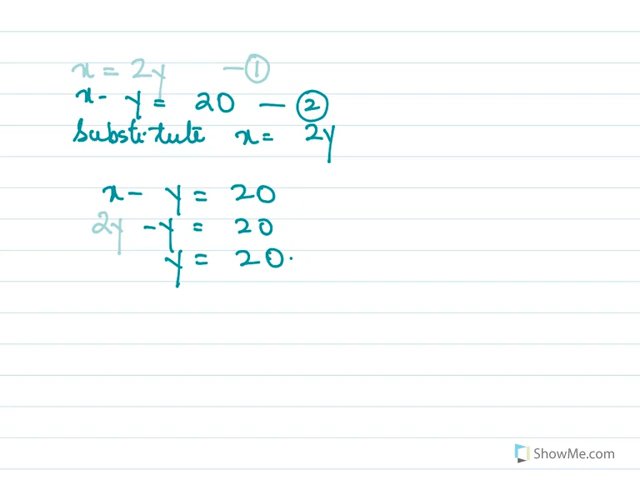 x = 2y — ①
x - y = 20 — ②
Substitute x = 2y
x - y = 20
2y - y = 20
y = 20.
ShowMe.com